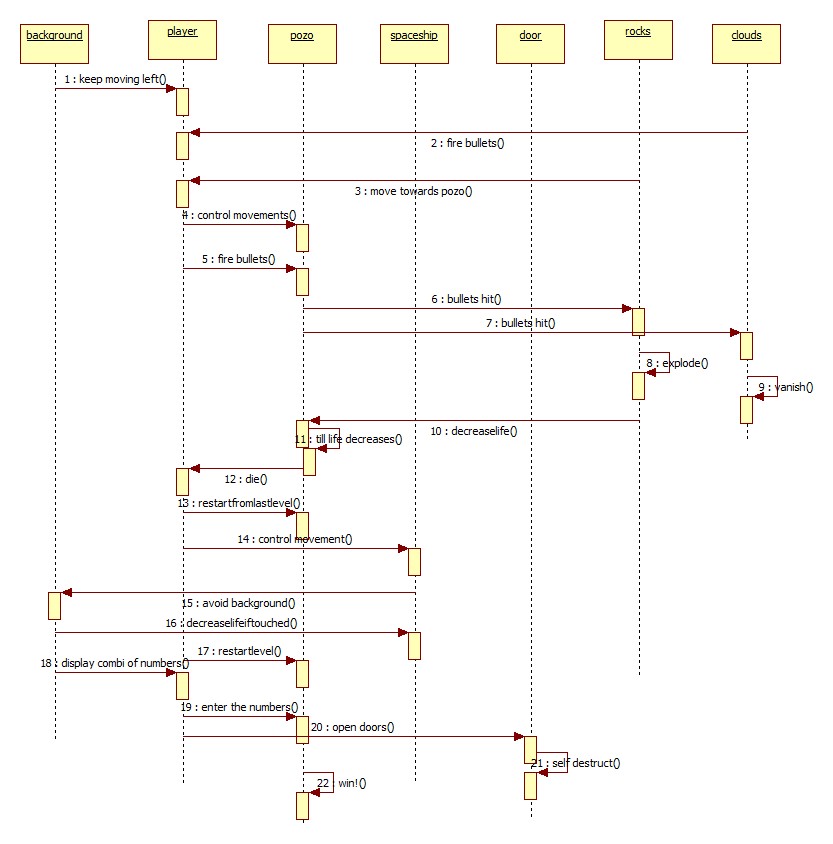 background
player
pozo
spaceship
door
rocks
clouds
1 : keep moving left()
2 : fire bullets()
3 : move towards pozo()
4 : control movements()
5 : fire bullets()
6 : bullets hit()
7 : bullets hit()
8 : explode()
9 : vanish()
10 : decreaselife()
11 : till life decreases()
12 : die()
13 : restartfromlastlevel()
14 : control movement()
15 : avoid background()
16 : decreaselifeiftouched()
17 : restartlevel()
18 : display combi of numbers()
19 : enter the numbers()
20 : open doors()
21 : self destruct()
22 : win!()